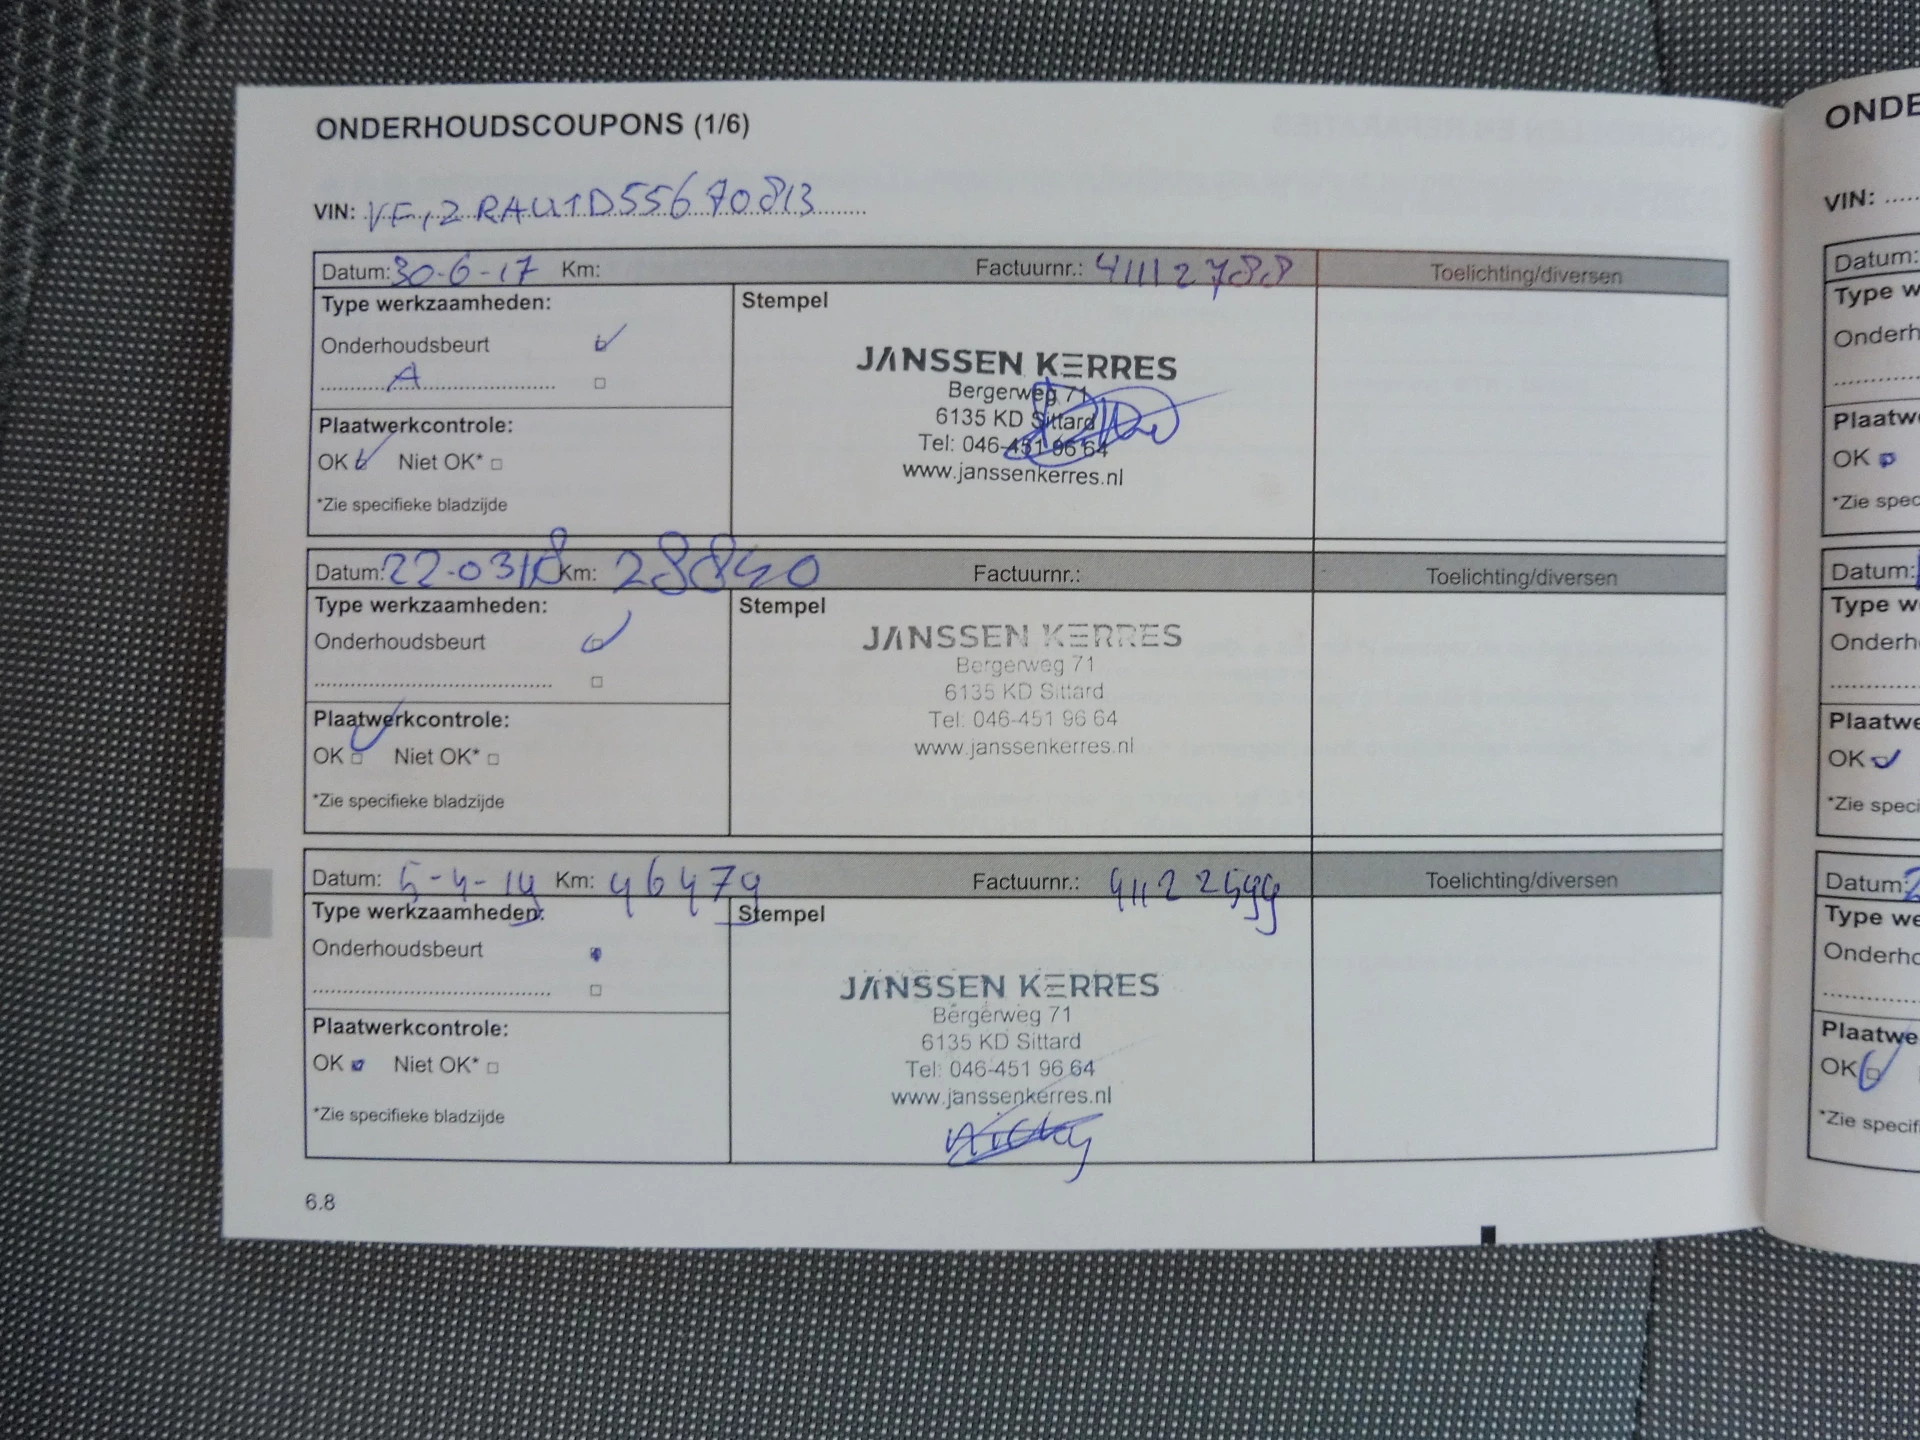 ONDERHOUDSCOUPONS (1/6)
VIN: VF12RAU1D55670813
Datum: 30-6-17 Km: Factuurnr.: 41112788 Toelichting/diversen
Type werkzaamheden: Stempel
Onderhoudsbeurt
A
Plaatwerkcontrole:
OK Niet OK*
*Zie specifieke bladzijde
JANSSEN KERRES
Bergerweg 71
6135 KD Sittard
Tel: 046-451 96 64
www.janssenkerres.nl
Datum: 22-0318 Km: 28840 Factuurnr.: Toelichting/diversen
Type werkzaamheden: Stempel
Onderhoudsbeurt
Plaatwerkcontrole:
OK Niet OK*
*Zie specifieke bladzijde
JANSSEN KERRES
Bergerweg 71
6135 KD Sittard
Tel: 046-451 96 64
www.janssenkerres.nl
Datum: 5-4-19 Km: 46479 Factuurnr.: 41122599 Toelichting/diversen
Type werkzaamheden: Stempel
Onderhoudsbeurt
Plaatwerkcontrole:
OK Niet OK*
*Zie specifieke bladzijde
JANSSEN KERRES
Bergerweg 71
6135 KD Sittard
Tel: 046-451 96 64
www.janssenkerres.nl
6.8
ONDE
VIN:
Datum:
Type w
Onderh
Plaatwe
OK
*Zie spec
Datum:
Type we
Onderh
Plaatwe
OK
*Zie speci
Datum: 2
Type we
Onderho
Plaatwe
OK
*Zie specif